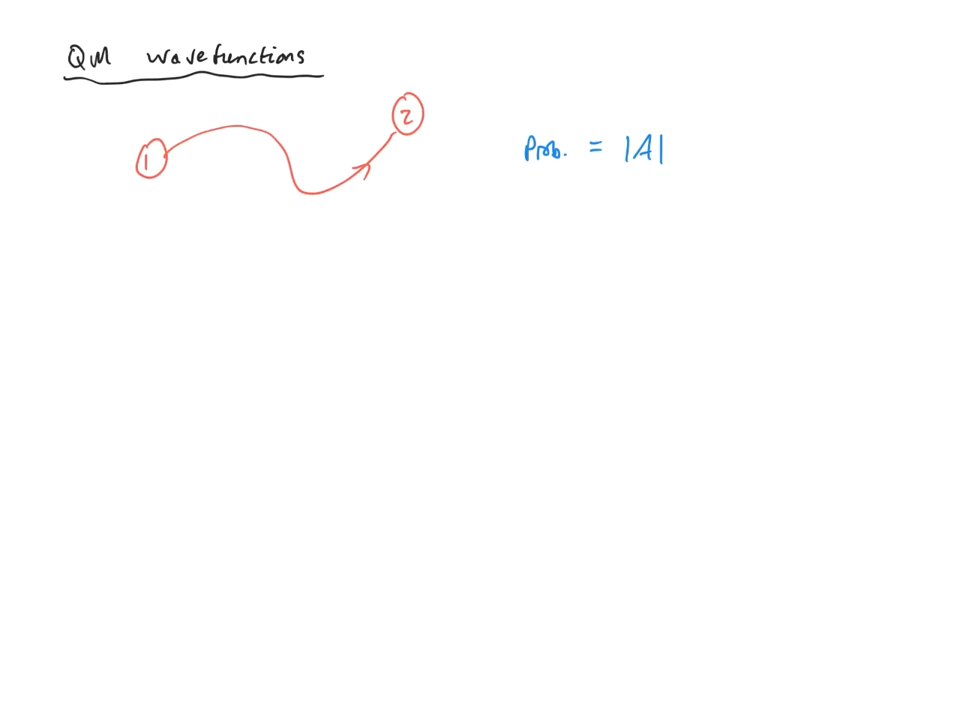 QM wavefunctions
1
2
Prob. = |A|